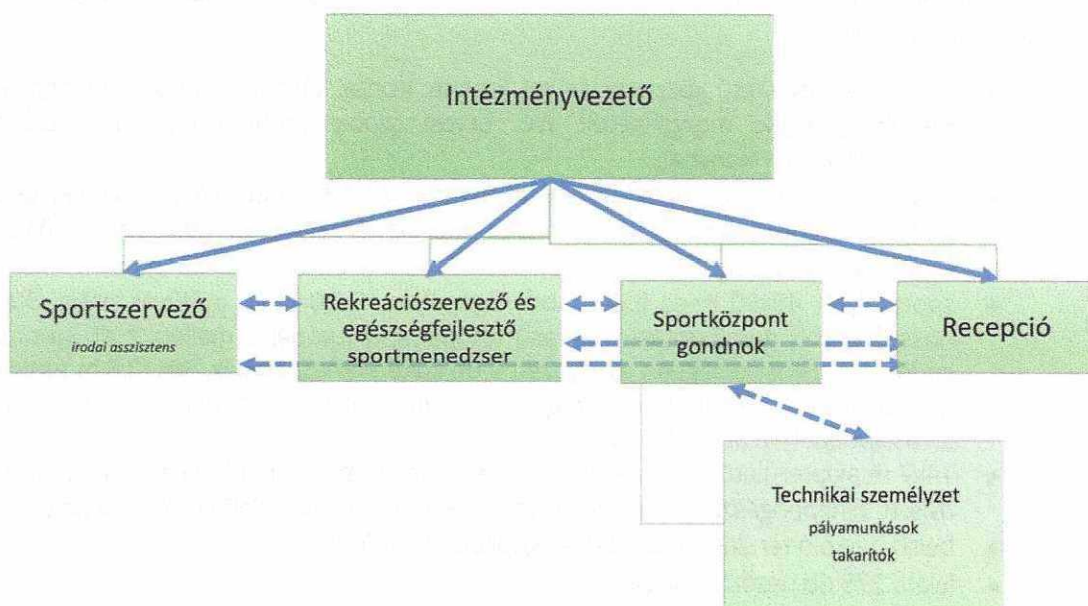 Intézményvezető
Sportszervező
irodai asszisztens
Rekreációszervező és
egészségfejlesztő
sportmenedzser
Sportközpont
gondnok
Recepció
Technikai személyzet
pályamunkások
takarítók